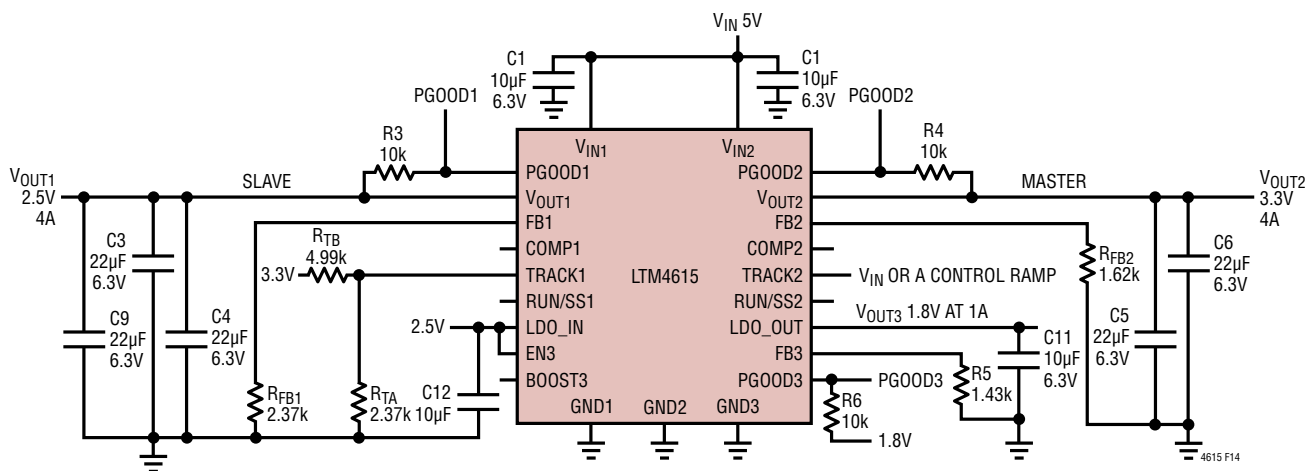 VIN 5V
C1
10µF
6.3V
C1
10µF
6.3V
PGOOD1
PGOOD2
R3
10k
R4
10k
VIN1
VIN2
PGOOD1
PGOOD2
VOUT1
2.5V
4A
SLAVE
VOUT1
VOUT2
MASTER
VOUT2
3.3V
4A
FB1
FB2
COMP1
COMP2
C3
22µF
6.3V
RTB
4.99k
3.3V
TRACK1
LTM4615
TRACK2
VIN OR A CONTROL RAMP
RFB2
1.62k
C6
22µF
6.3V
RUN/SS1
RUN/SS2
C9
22µF
6.3V
C4
22µF
6.3V
2.5V
LDO_IN
LDO_OUT
VOUT3 1.8V AT 1A
C5
22µF
6.3V
EN3
FB3
C11
10µF
6.3V
BOOST3
PGOOD3
PGOOD3
R5
1.43k
RFB1
2.37k
RTA
2.37k
C12
10µF
GND1
GND2
GND3
R6
10k
1.8V
4615 F14